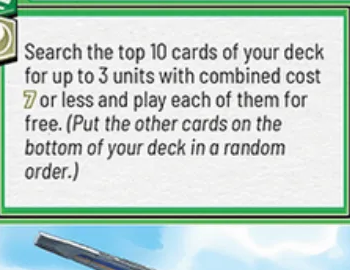 Search the top 10 cards of your deck
for up to 3 units with combined cost
7 or less and play each of them for
free. (Put the other cards on the
bottom of your deck in a random
order.)